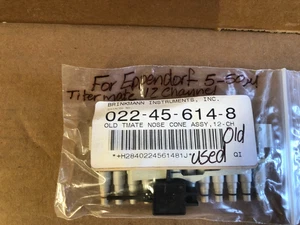 For Eppendorf 5-50µl
Titermate 12 Channel
BRINKMANN INSTRUMENTS, INC.
022-45-614-8
OLD TMATE NOSE CONE ASSY,12-CH
old
*+H2840224561481J*
used
QI